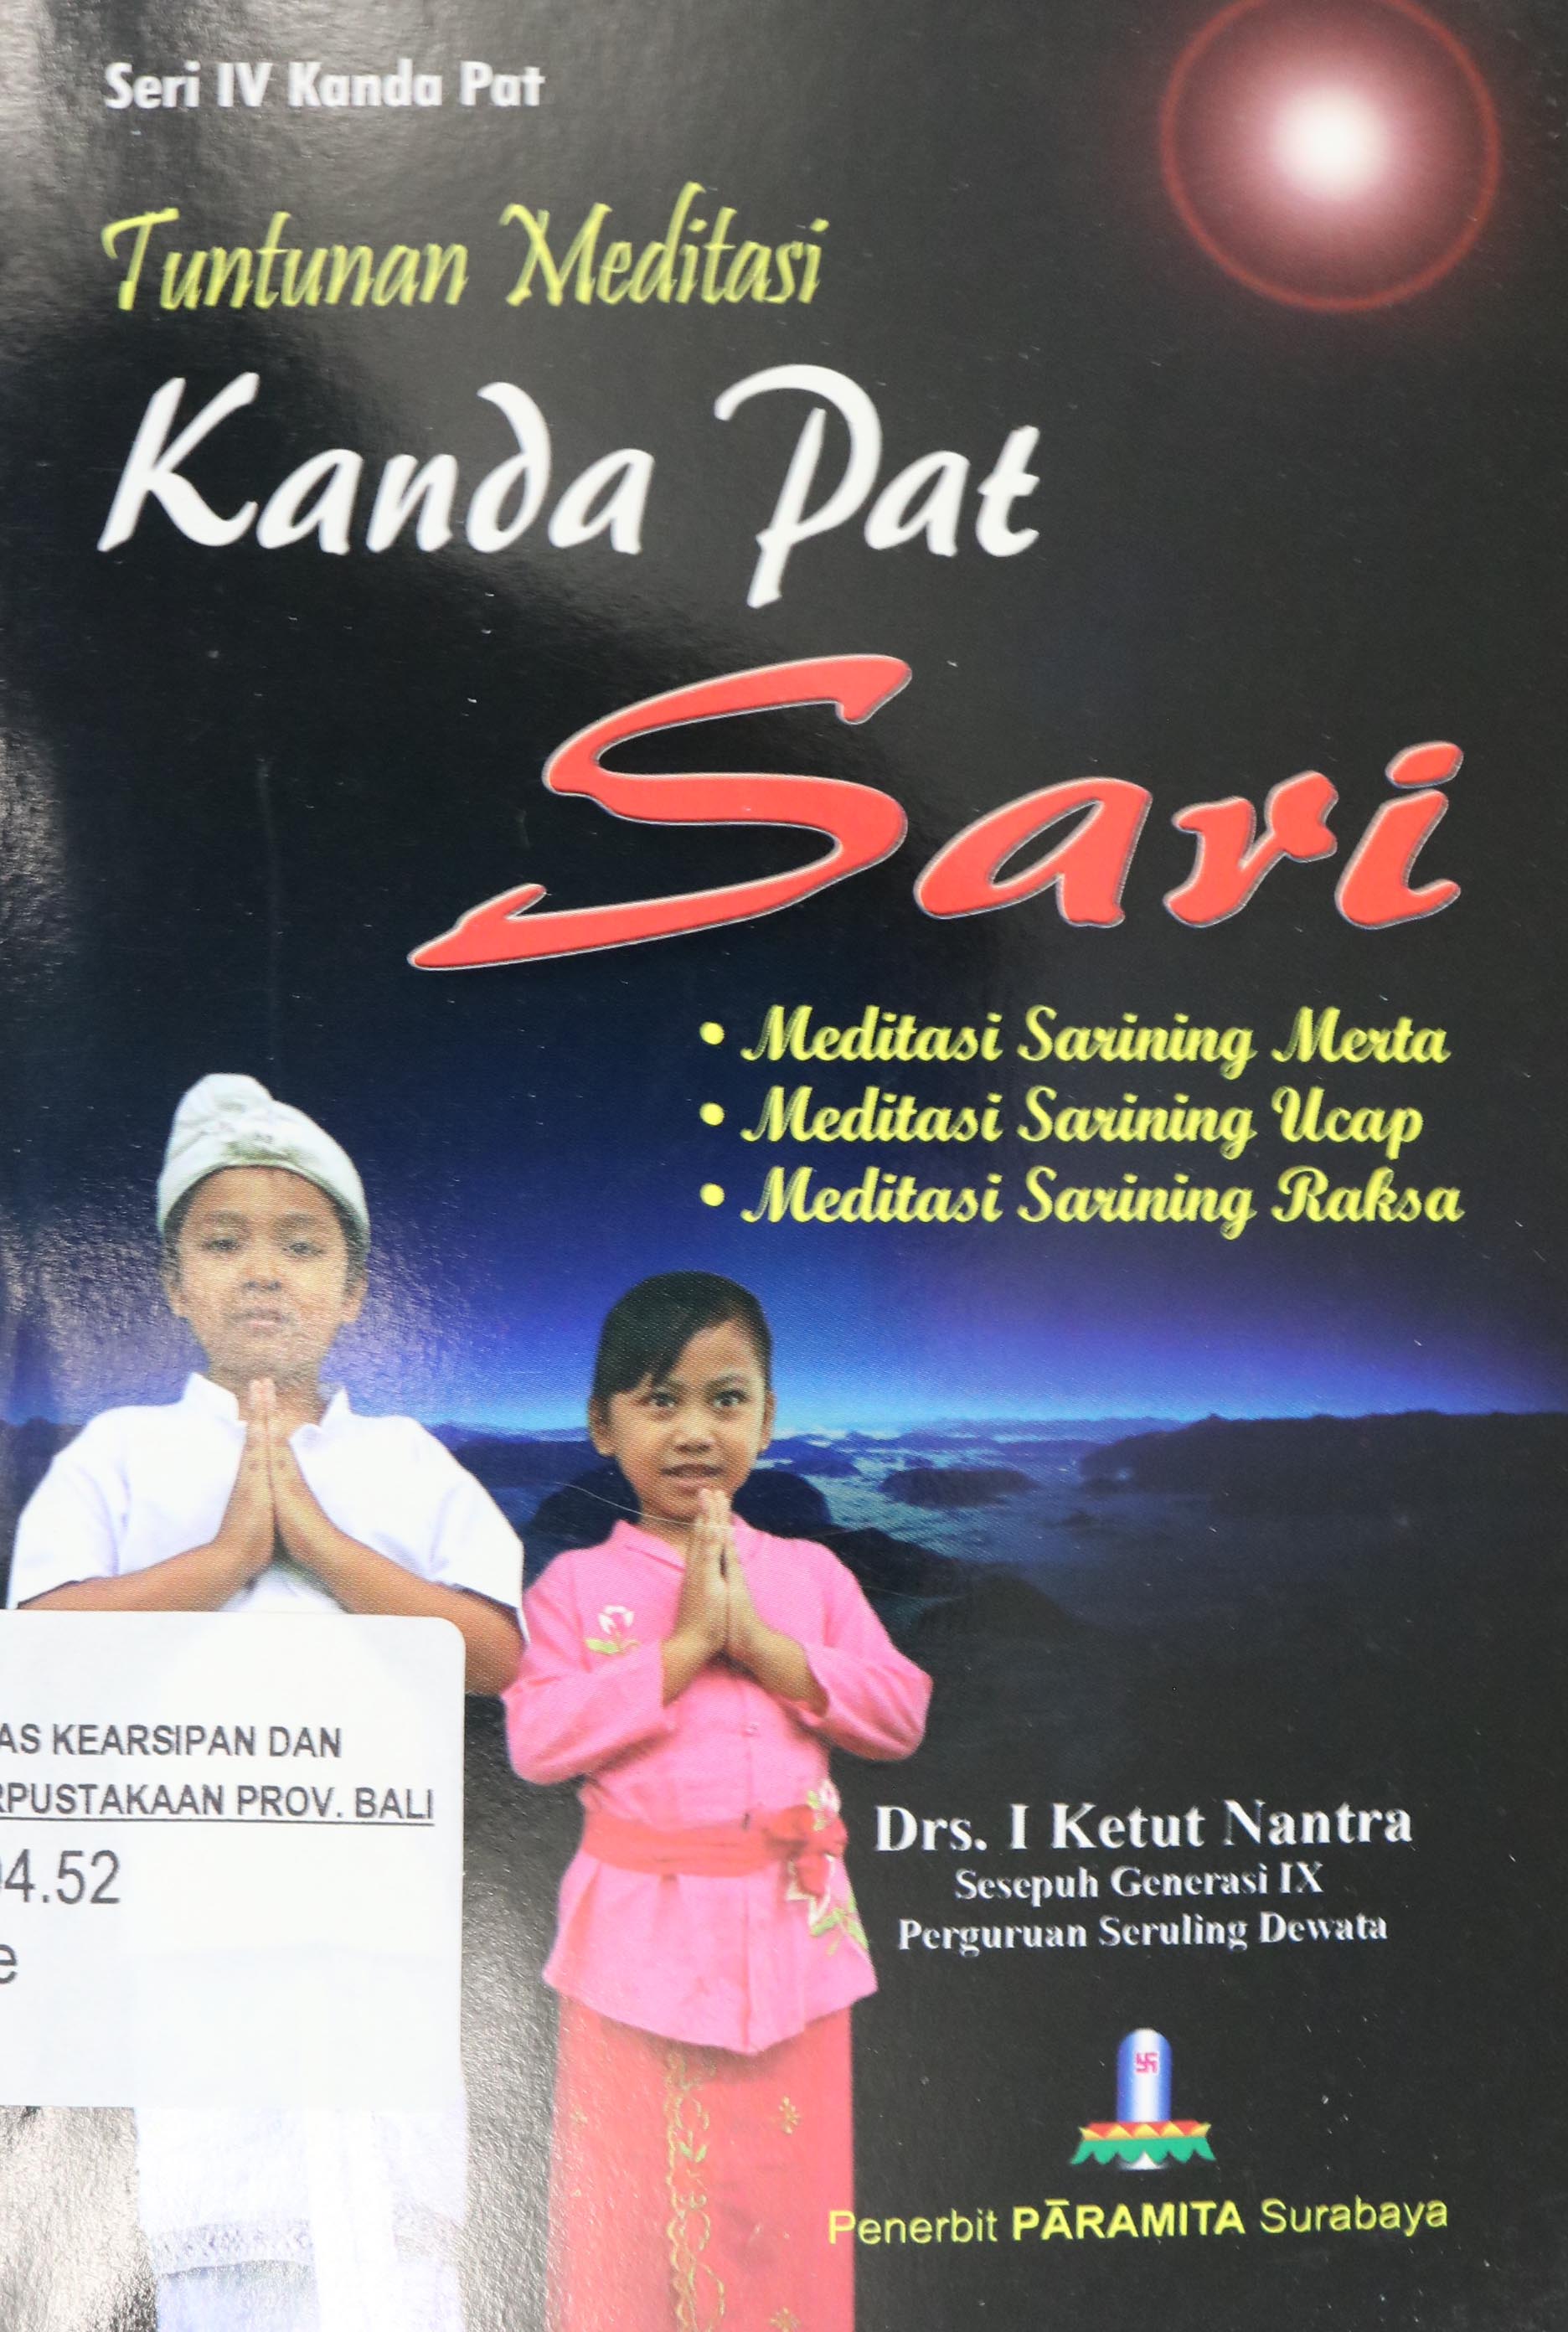 Seri IV Kanda Pat
Tuntunan Meditasi
Kanda Pat
Sari
• Meditasi Sarining Merta
• Meditasi Sarining Ucap
• Meditasi Sarining Raksa
AS KEARSIPAN DAN
RPUSTAKAAN PROV. BALI
04.52
e
Drs. I Ketut Nantra
Sesepuh Generasi IX
Perguruan Seruling Dewata
Penerbit PĀRAMITA Surabaya